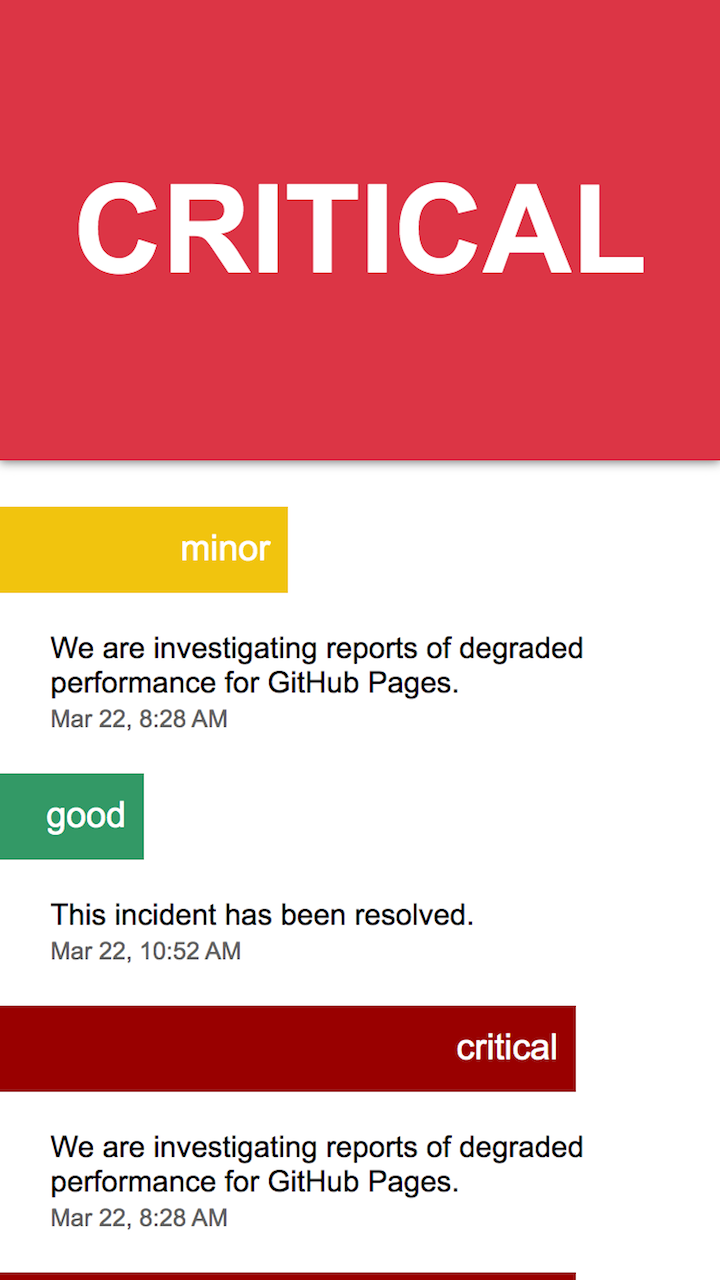 CRITICAL
minor
We are investigating reports of degraded
performance for GitHub Pages.
Mar 22, 8:28 AM
good
This incident has been resolved.
Mar 22, 10:52 AM
critical
We are investigating reports of degraded
performance for GitHub Pages.
Mar 22, 8:28 AM